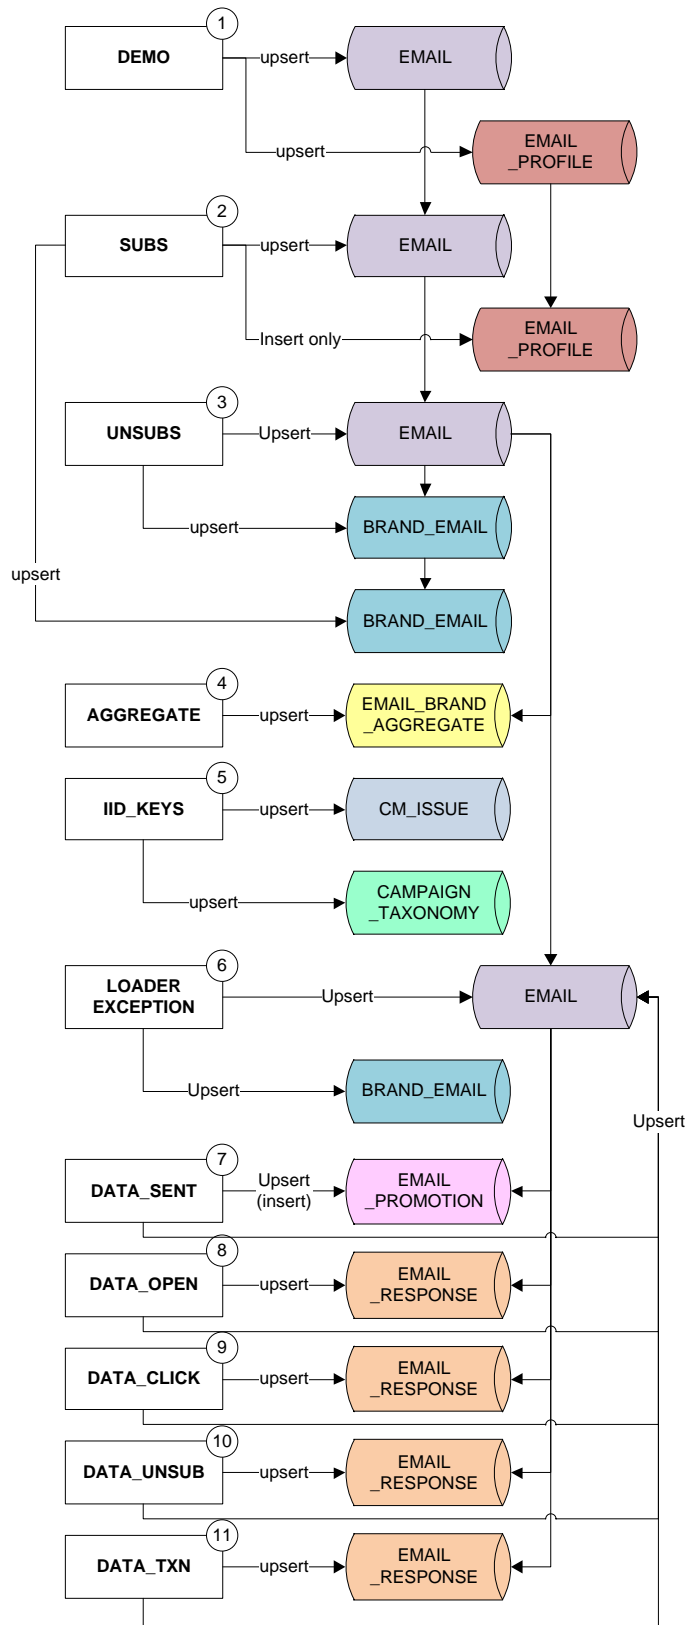 1
DEMO
upsert
EMAIL
upsert
EMAIL
_PROFILE
2
SUBS
upsert
EMAIL
Insert only
EMAIL
_PROFILE
3
UNSUBS
Upsert
EMAIL
upsert
BRAND_EMAIL
upsert
BRAND_EMAIL
4
AGGREGATE
upsert
EMAIL_BRAND
_AGGREGATE
5
IID_KEYS
upsert
CM_ISSUE
upsert
CAMPAIGN
_TAXONOMY
6
LOADER
EXCEPTION
Upsert
EMAIL
Upsert
BRAND_EMAIL
Upsert
7
DATA_SENT
Upsert
(insert)
EMAIL
_PROMOTION
8
DATA_OPEN
upsert
EMAIL
_RESPONSE
9
DATA_CLICK
upsert
EMAIL
_RESPONSE
10
DATA_UNSUB
upsert
EMAIL
_RESPONSE
11
DATA_TXN
upsert
EMAIL
_RESPONSE